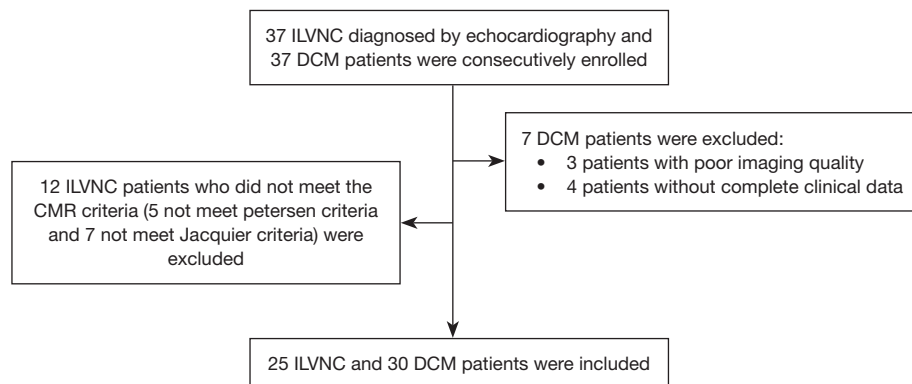 37 ILVNC diagnosed by echocardiography and
37 DCM patients were consecutively enrolled
7 DCM patients were excluded:
• 3 patients with poor imaging quality
• 4 patients without complete clinical data
12 ILVNC patients who did not meet the
CMR criteria (5 not meet petersen criteria
and 7 not meet Jacquier criteria) were
excluded
25 ILVNC and 30 DCM patients were included